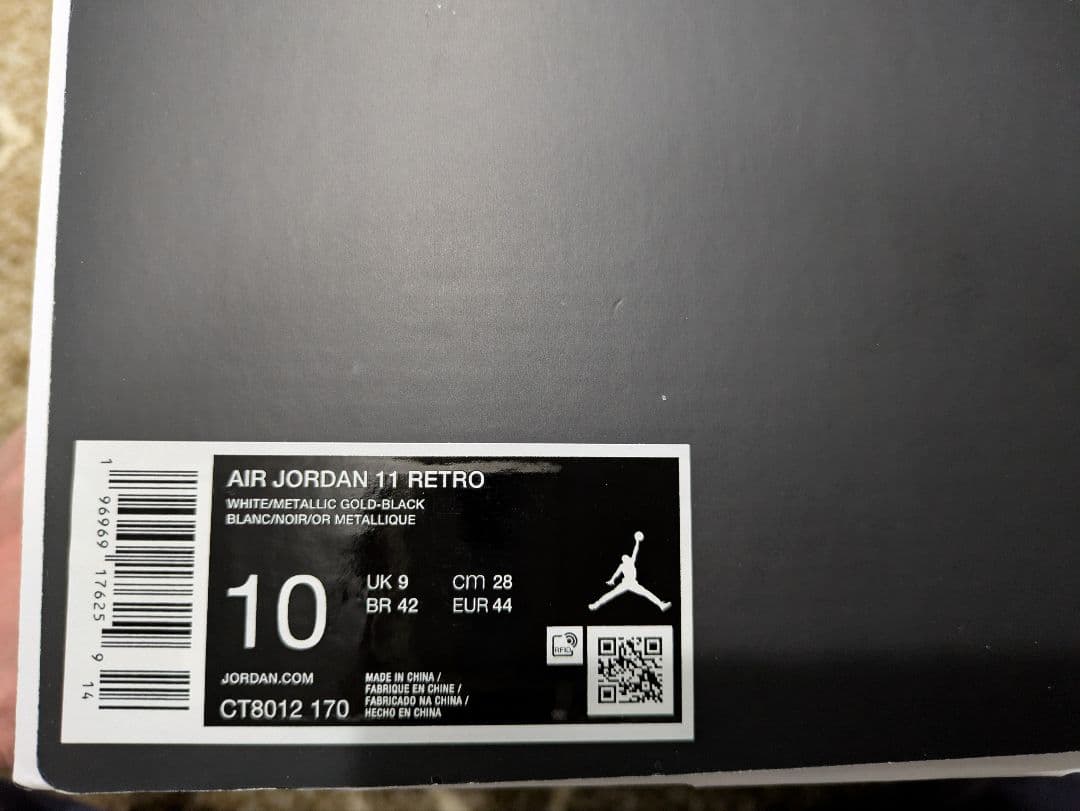 AIR JORDAN 11 RETRO
WHITE/METALLIC GOLD-BLACK
BLANC/NOIR/OR METALLIQUE
10
UK 9
cm 28
BR 42
EUR 44
RFID
JORDAN.COM
CT8012 170
MADE IN CHINA /
FABRIQUE EN CHINE /
FABRICADO NA CHINA /
HECHO EN CHINA
1 96969 17625 9 14